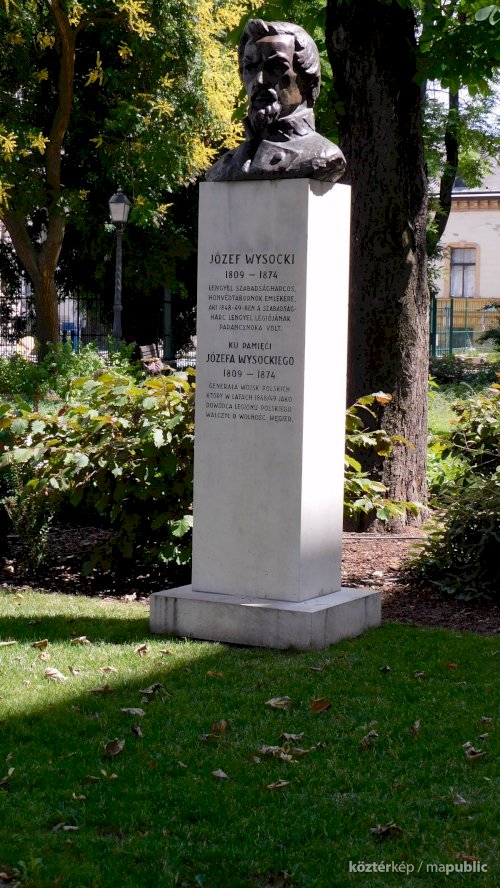 JÓZEF WYSOCKI
1809 – 1874
LENGYEL SZABADSÁGHARCOS,
HONVÉDTÁBORNOK EMLÉKÉRE,
AKI 1848-49-BEN A SZABADSÁG-
HARC LENGYEL LÉGIÓJÁNAK
PARANCSNOKA VOLT.
KU PAMIĘCI
JÓZEFA WYSOCKIEGO
1809 – 1874
GENERAŁA WOJSK POLSKICH
KTÓRY W LATACH 1848/49 JAKO
DOWÓDCA LEGIONU POLSKIEGO
WALCZYŁ O WOLNOŚĆ WĘGIER.
köztérkép / mapublic